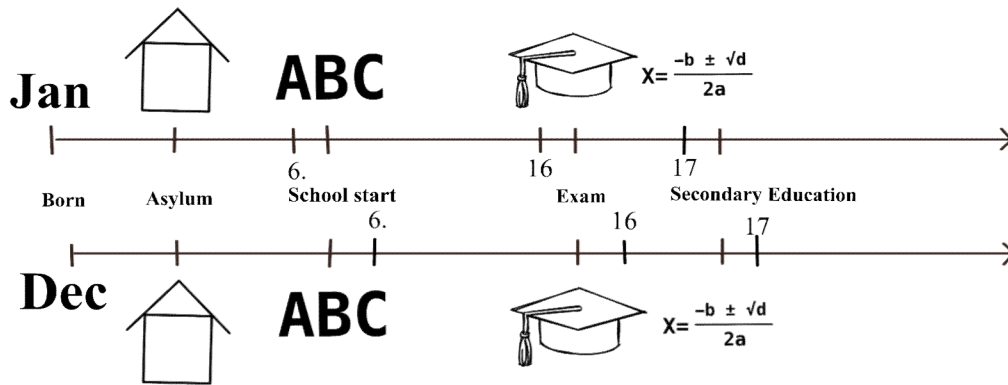 Jan
ABC
X= −b ± √d
2a
6.
16
17
Born
Asylum
School start
Exam
Secondary Education
6.
16
17
Dec
ABC
X= −b ± √d
2a